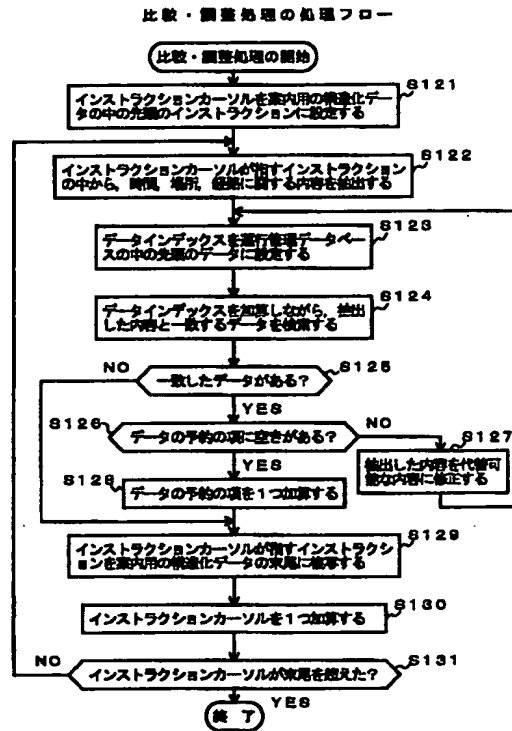 比較・調整処理の処理フロー
比較・調整処理の開始
S121
インストラクションカーソルを案内用の構造化デー
タの中の先頭のインストラクションに設定する
S122
インストラクションカーソルが指すインストラクション
の中から，時間，場所，経路に関する内容を抽出する
S123
データインデックスを運行管理データベー
スの中の先頭のデータに設定する
S124
データインデックスを加算しながら，抽出
した内容と一致するデータを検索する
S125
NO
一致したデータがある？
YES
S126
データの予約の項に空きがある？
NO
S127
抽出した内容を代替可
能な内容に修正する
YES
S128
データの予約の項を1つ加算する
S129
インストラクションカーソルが指すインストラクシ
ョンを案内用の構造化データの末尾に複写する
S130
インストラクションカーソルを1つ加算する
S131
NO
インストラクションカーソルが末尾を超えた？
YES
終了